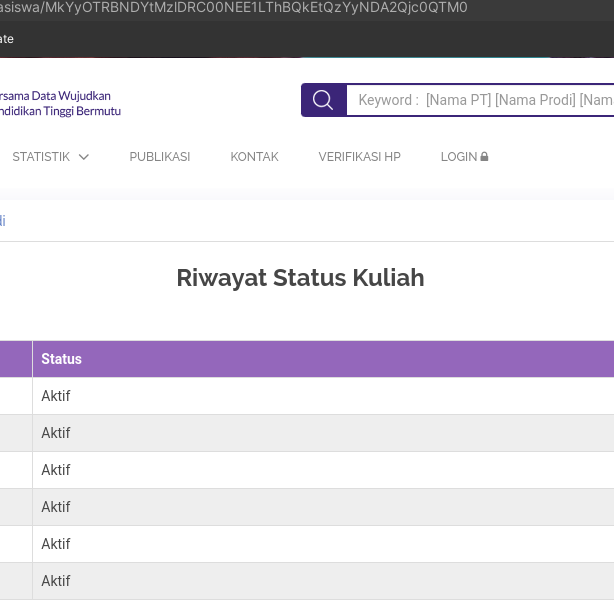 asiswa/MkYyOTRBNDYtMzlDRC00NEE1LThBQkEtQzYyNDA2Qjc0QTM0
ate
rsama Data Wujudkan
ndidikan Tinggi Bermutu
Keyword : [Nama PT] [Nama Prodi] [Nam
STATISTIK PUBLIKASI KONTAK VERIFIKASI HP LOGIN
di
Riwayat Status Kuliah
Status
Aktif
Aktif
Aktif
Aktif
Aktif
Aktif